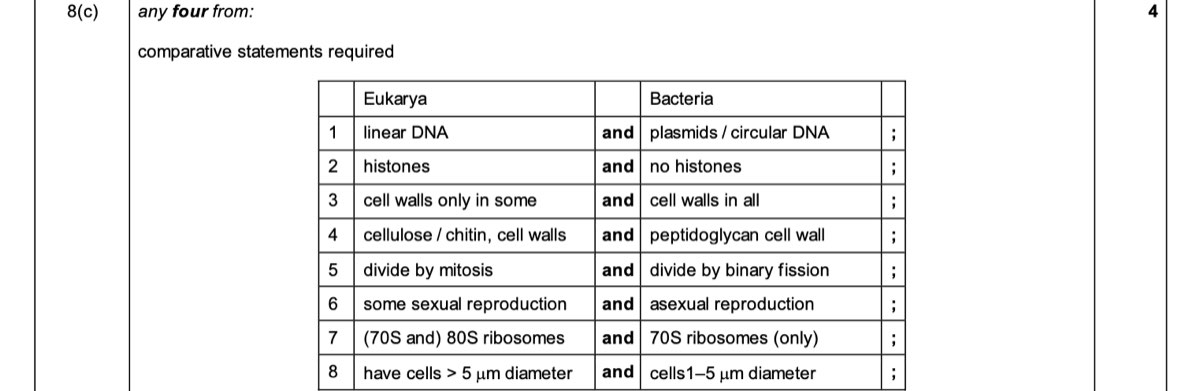 8(c) any four from: 4
comparative statements required
Eukarya Bacteria
1 linear DNA and plasmids / circular DNA ;
2 histones and no histones ;
3 cell walls only in some and cell walls in all ;
4 cellulose / chitin, cell walls and peptidoglycan cell wall ;
5 divide by mitosis and divide by binary fission ;
6 some sexual reproduction and asexual reproduction ;
7 (70S and) 80S ribosomes and 70S ribosomes (only) ;
8 have cells > 5 μm diameter and cells1–5 μm diameter ;